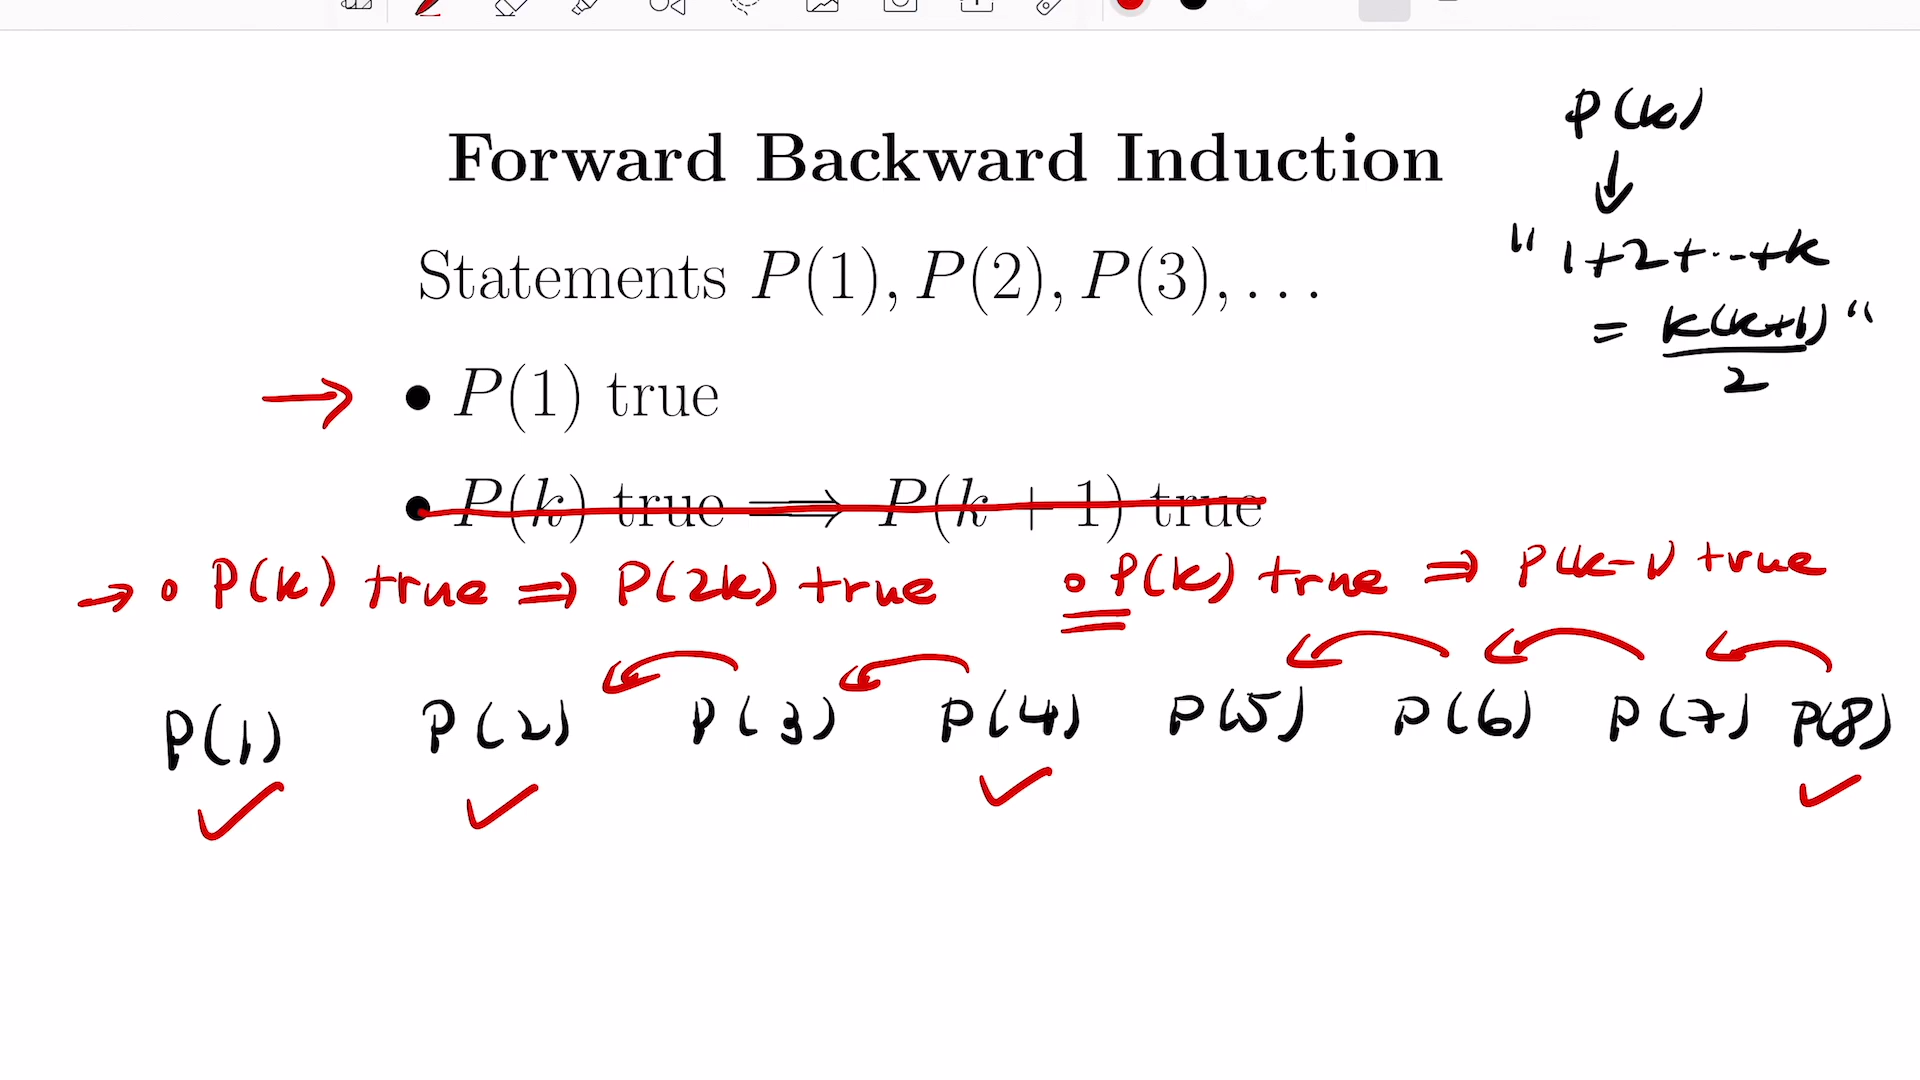 Forward Backward Induction
Statements P(1), P(2), P(3), ...
• P(1) true
• P(k) true ⟹ P(k + 1) true
P(k)
↓
" 1+2+...+k
= k(k+1)/2 "
→ • P(k) true ⇒ P(2k) true
• P(k) true ⇒ P(k-1) true
P(1) P(2) P(3) P(4) P(5) P(6) P(7) P(8)